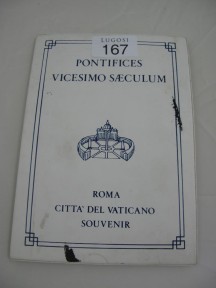 LUGOSI
167
PONTIFICES
VICESIMO SÆCULUM
ROMA
CITTA' DEL VATICANO
SOUVENIR